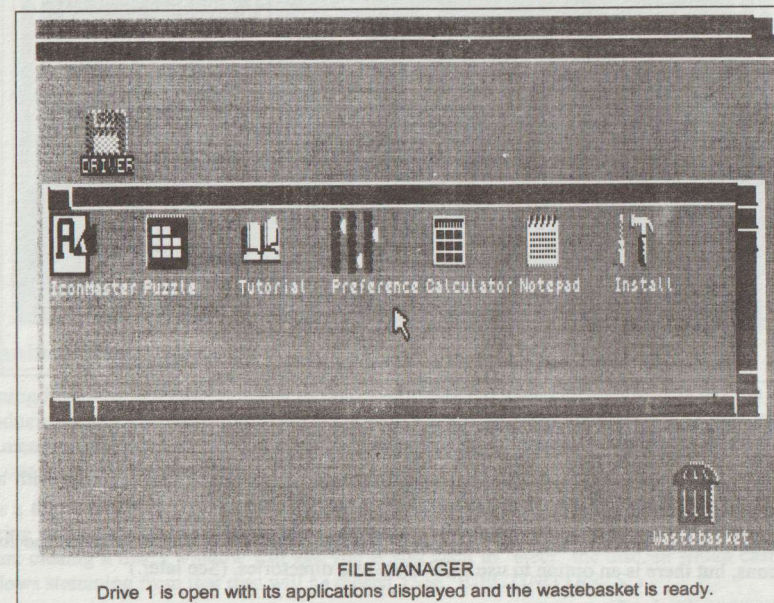 DRIVER
IconMaster Puzzle Tutorial Preference Calculator Notepad Install
Wastebasket
FILE MANAGER
Drive 1 is open with its applications displayed and the wastebasket is ready.